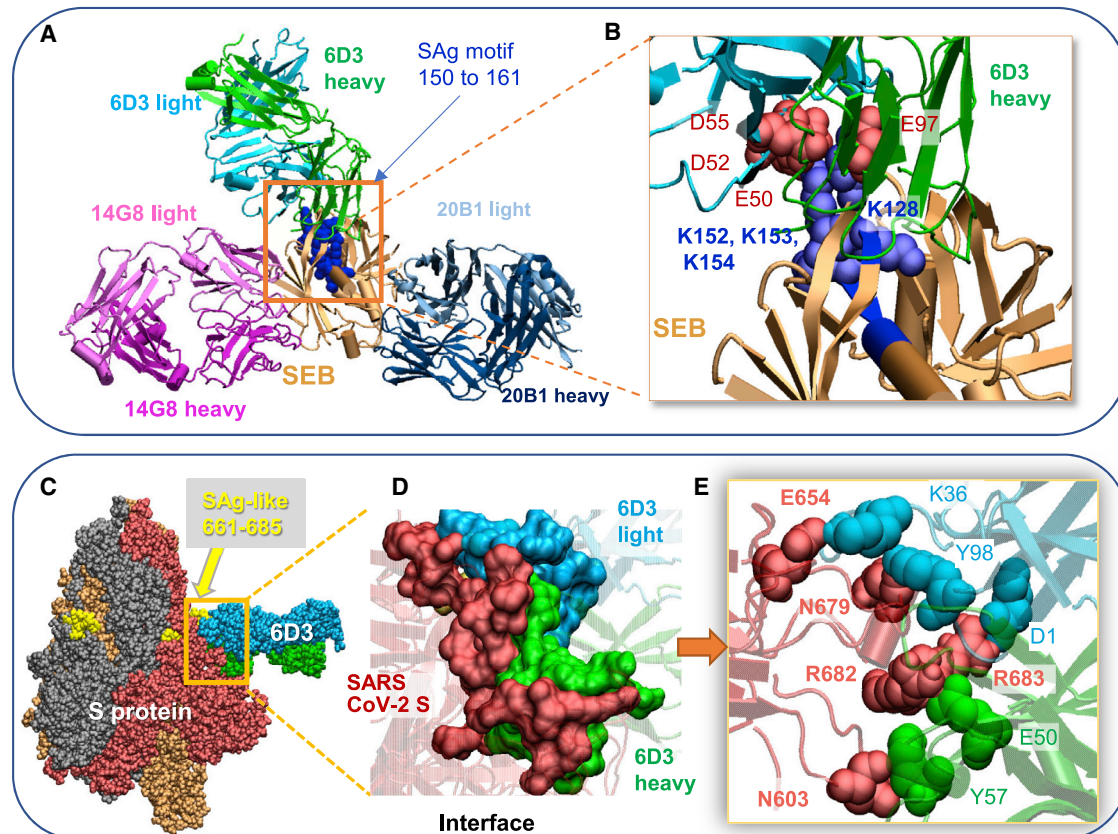 A
6D3
heavy
SAg motif
150 to 161
6D3 light
14G8 light
20B1 light
SEB
14G8 heavy
20B1 heavy
B
6D3
heavy
D55
E97
D52
E50
K128
K152, K153,
K154
SEB
C
SAg-like
661-685
6D3
S protein
D
6D3
light
SARS
CoV-2 S
6D3
heavy
Interface
E
E654
K36
Y98
N679
D1
R682
R683
E50
N603
Y57